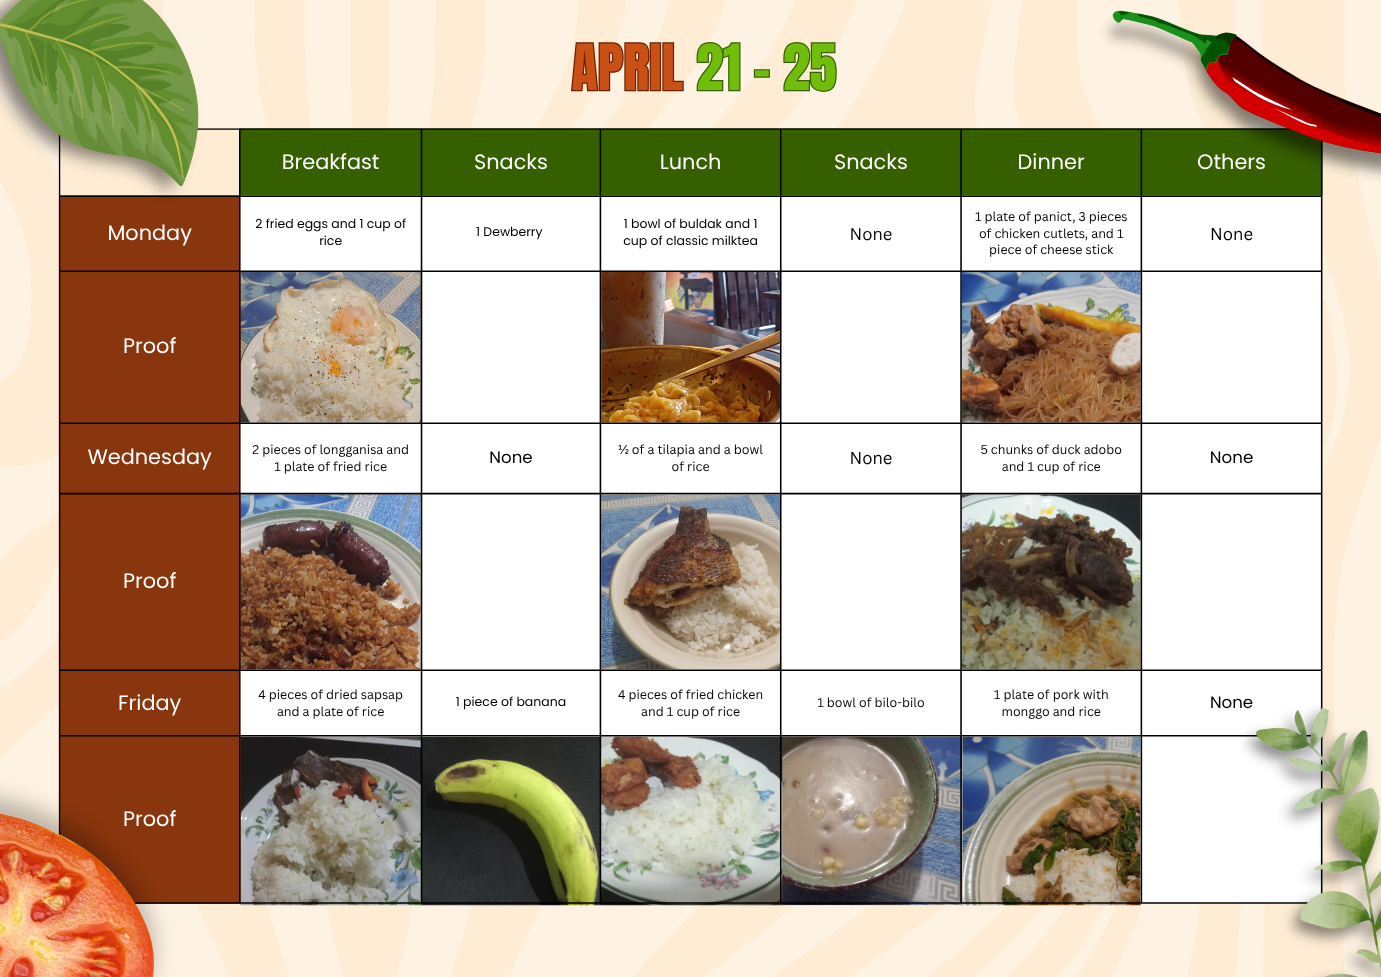 APRIL 21 - 25
Breakfast
Snacks
Lunch
Snacks
Dinner
Others
Monday
2 fried eggs and 1 cup of
rice
1 Dewberry
1 bowl of buldak and 1
cup of classic milktea
None
1 plate of panict, 3 pieces
of chicken cutlets, and 1
piece of cheese stick
None
Proof
Wednesday
2 pieces of longganisa and
1 plate of fried rice
None
½ of a tilapia and a bowl
of rice
None
5 chunks of duck adobo
and 1 cup of rice
None
Proof
Friday
4 pieces of dried sapsap
and a plate of rice
1 piece of banana
4 pieces of fried chicken
and 1 cup of rice
1 bowl of bilo-bilo
1 plate of pork with
monggo and rice
None
Proof